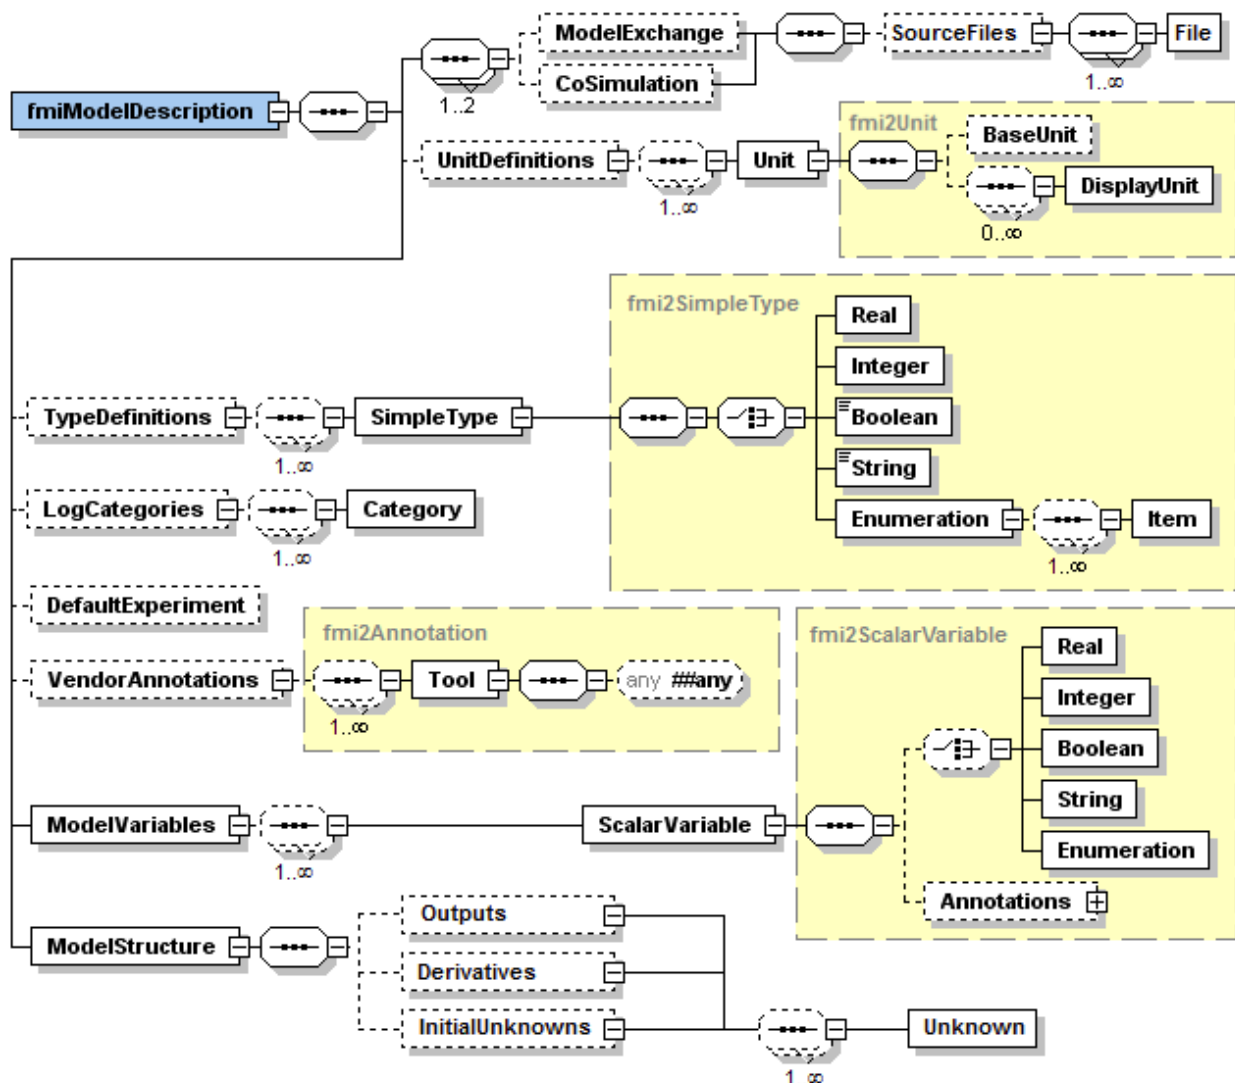 ModelExchange
SourceFiles
File
1..2
CoSimulation
1..∞
fmiModelDescription
fmi2Unit
UnitDefinitions
Unit
BaseUnit
1..∞
DisplayUnit
0..∞
fmi2SimpleType
Real
Integer
TypeDefinitions
SimpleType
Boolean
1..∞
String
LogCategories
Category
Enumeration
Item
1..∞
1..∞
DefaultExperiment
fmi2Annotation
fmi2ScalarVariable
VendorAnnotations
Tool
any ##any
1..∞
Real
Integer
Boolean
String
ModelVariables
ScalarVariable
Enumeration
1..∞
Annotations
ModelStructure
Outputs
Derivatives
InitialUnknowns
Unknown
1..∞